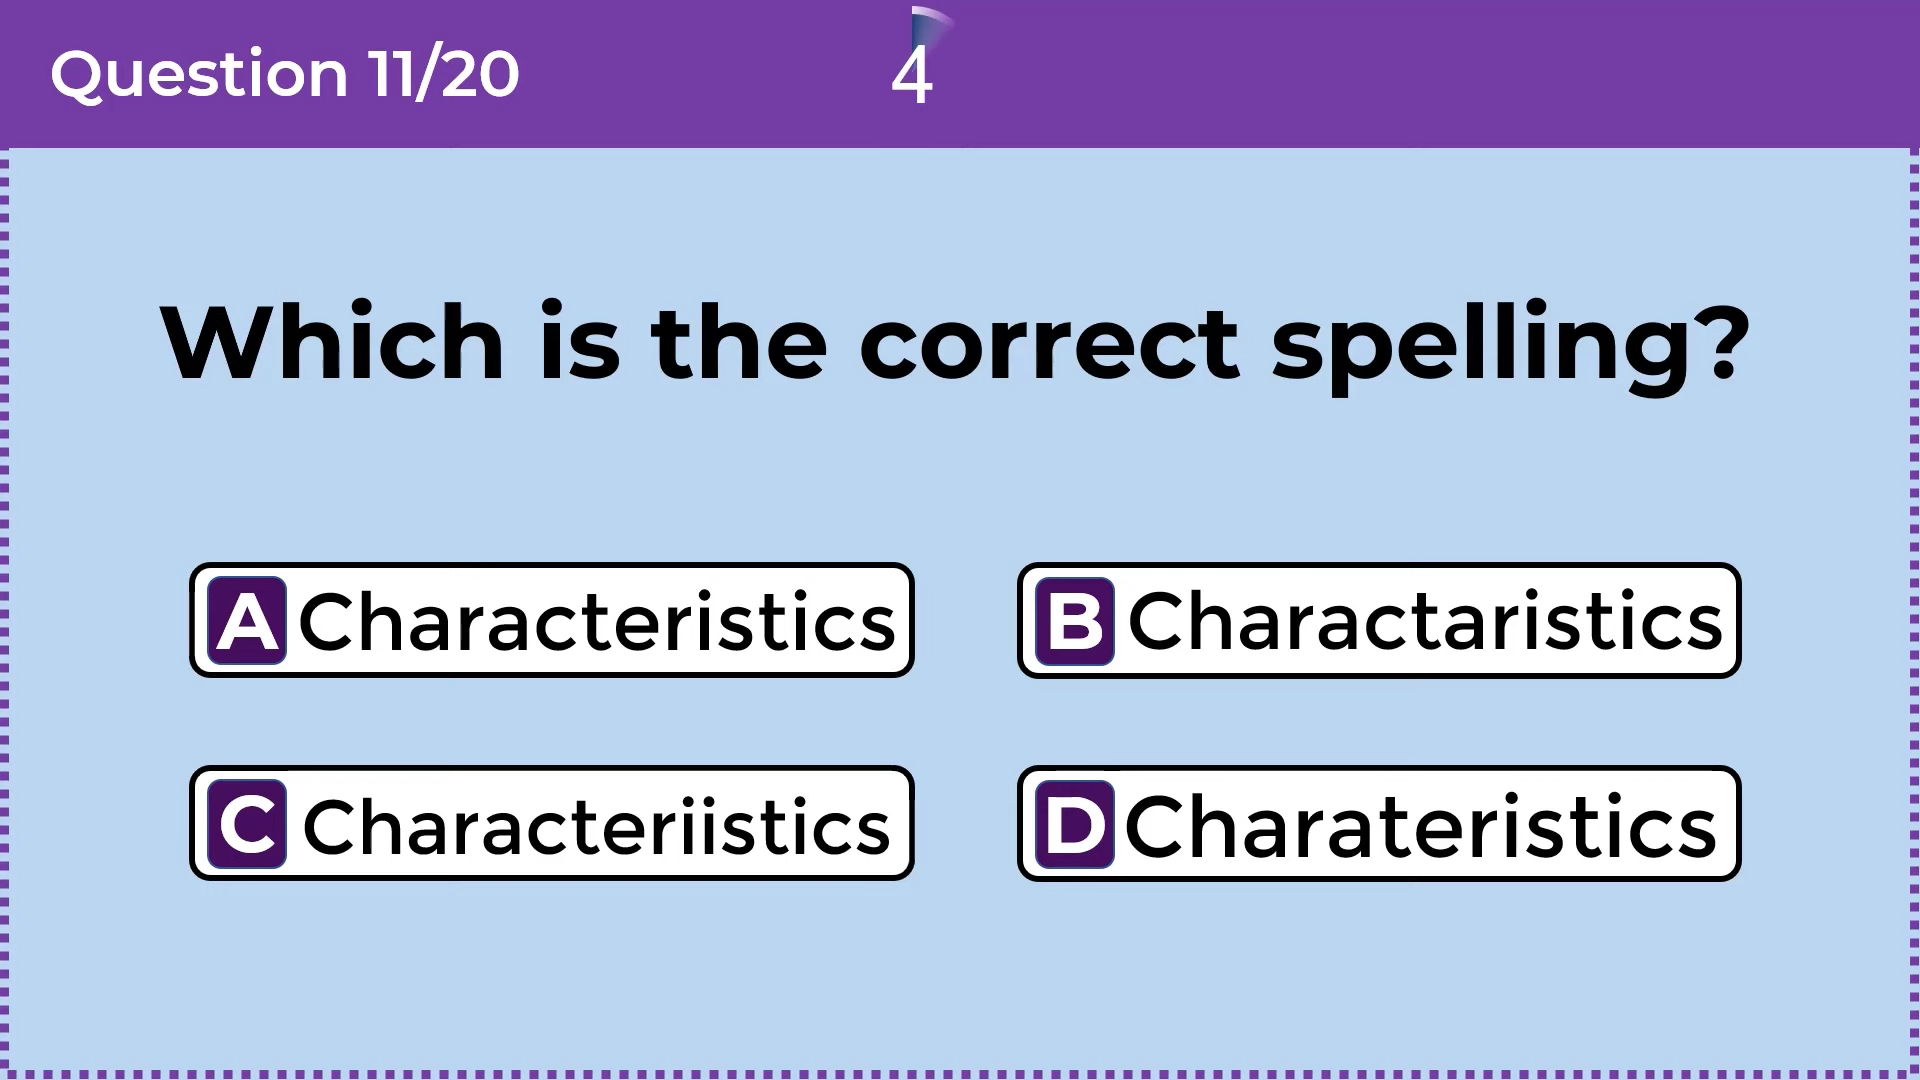 Question 11/20
4
Which is the correct spelling?
A Characteristics
B Charactaristics
C Characteriistics
D Charateristics